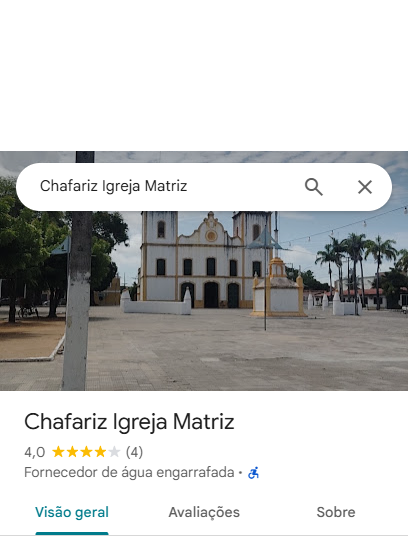 Chafariz Igreja Matriz
Chafariz Igreja Matriz
4,0 (4)
Fornecedor de água engarrafada ·
Visão geral Avaliações Sobre